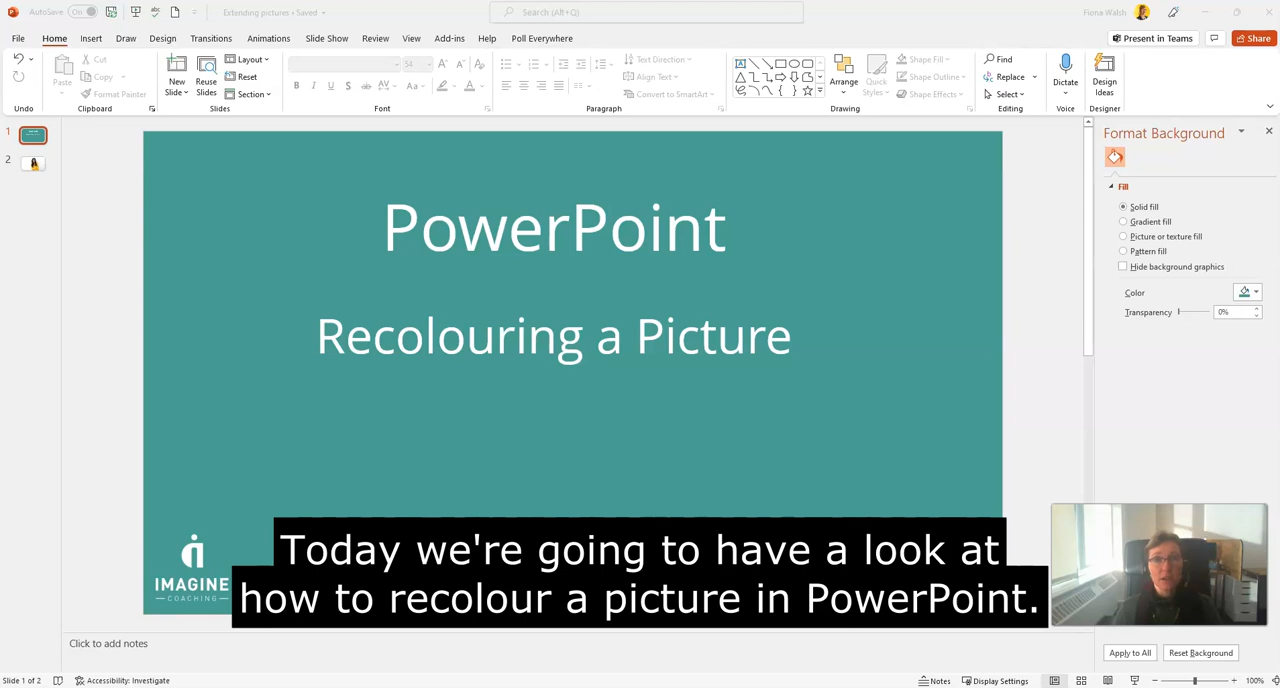 AutoSave On Extending pictures • Saved Search (Alt+Q) Fiona Walsh
File Home Insert Draw Design Transitions Animations Slide Show Review View Add-ins Help Poll Everywhere Present in Teams Share
Paste Cut Copy Format Painter
New Slide Reuse Slides Layout Reset Section
54
Text Direction Align Text Convert to SmartArt
Arrange Quick Styles Shape Fill Shape Outline Shape Effects
Find Replace Select
Dictate Design Ideas
Undo Clipboard Slides Font Paragraph Drawing Editing Voice Designer
1
2
PowerPoint
Recolouring a Picture
IMAGINE
COACHING
Today we're going to have a look at
how to recolour a picture in PowerPoint.
Format Background
Fill
Solid fill
Gradient fill
Picture or texture fill
Pattern fill
Hide background graphics
Color
Transparency 0%
Apply to All Reset Background
Click to add notes
Slide 1 of 2 Accessibility: Investigate Notes Display Settings 100%